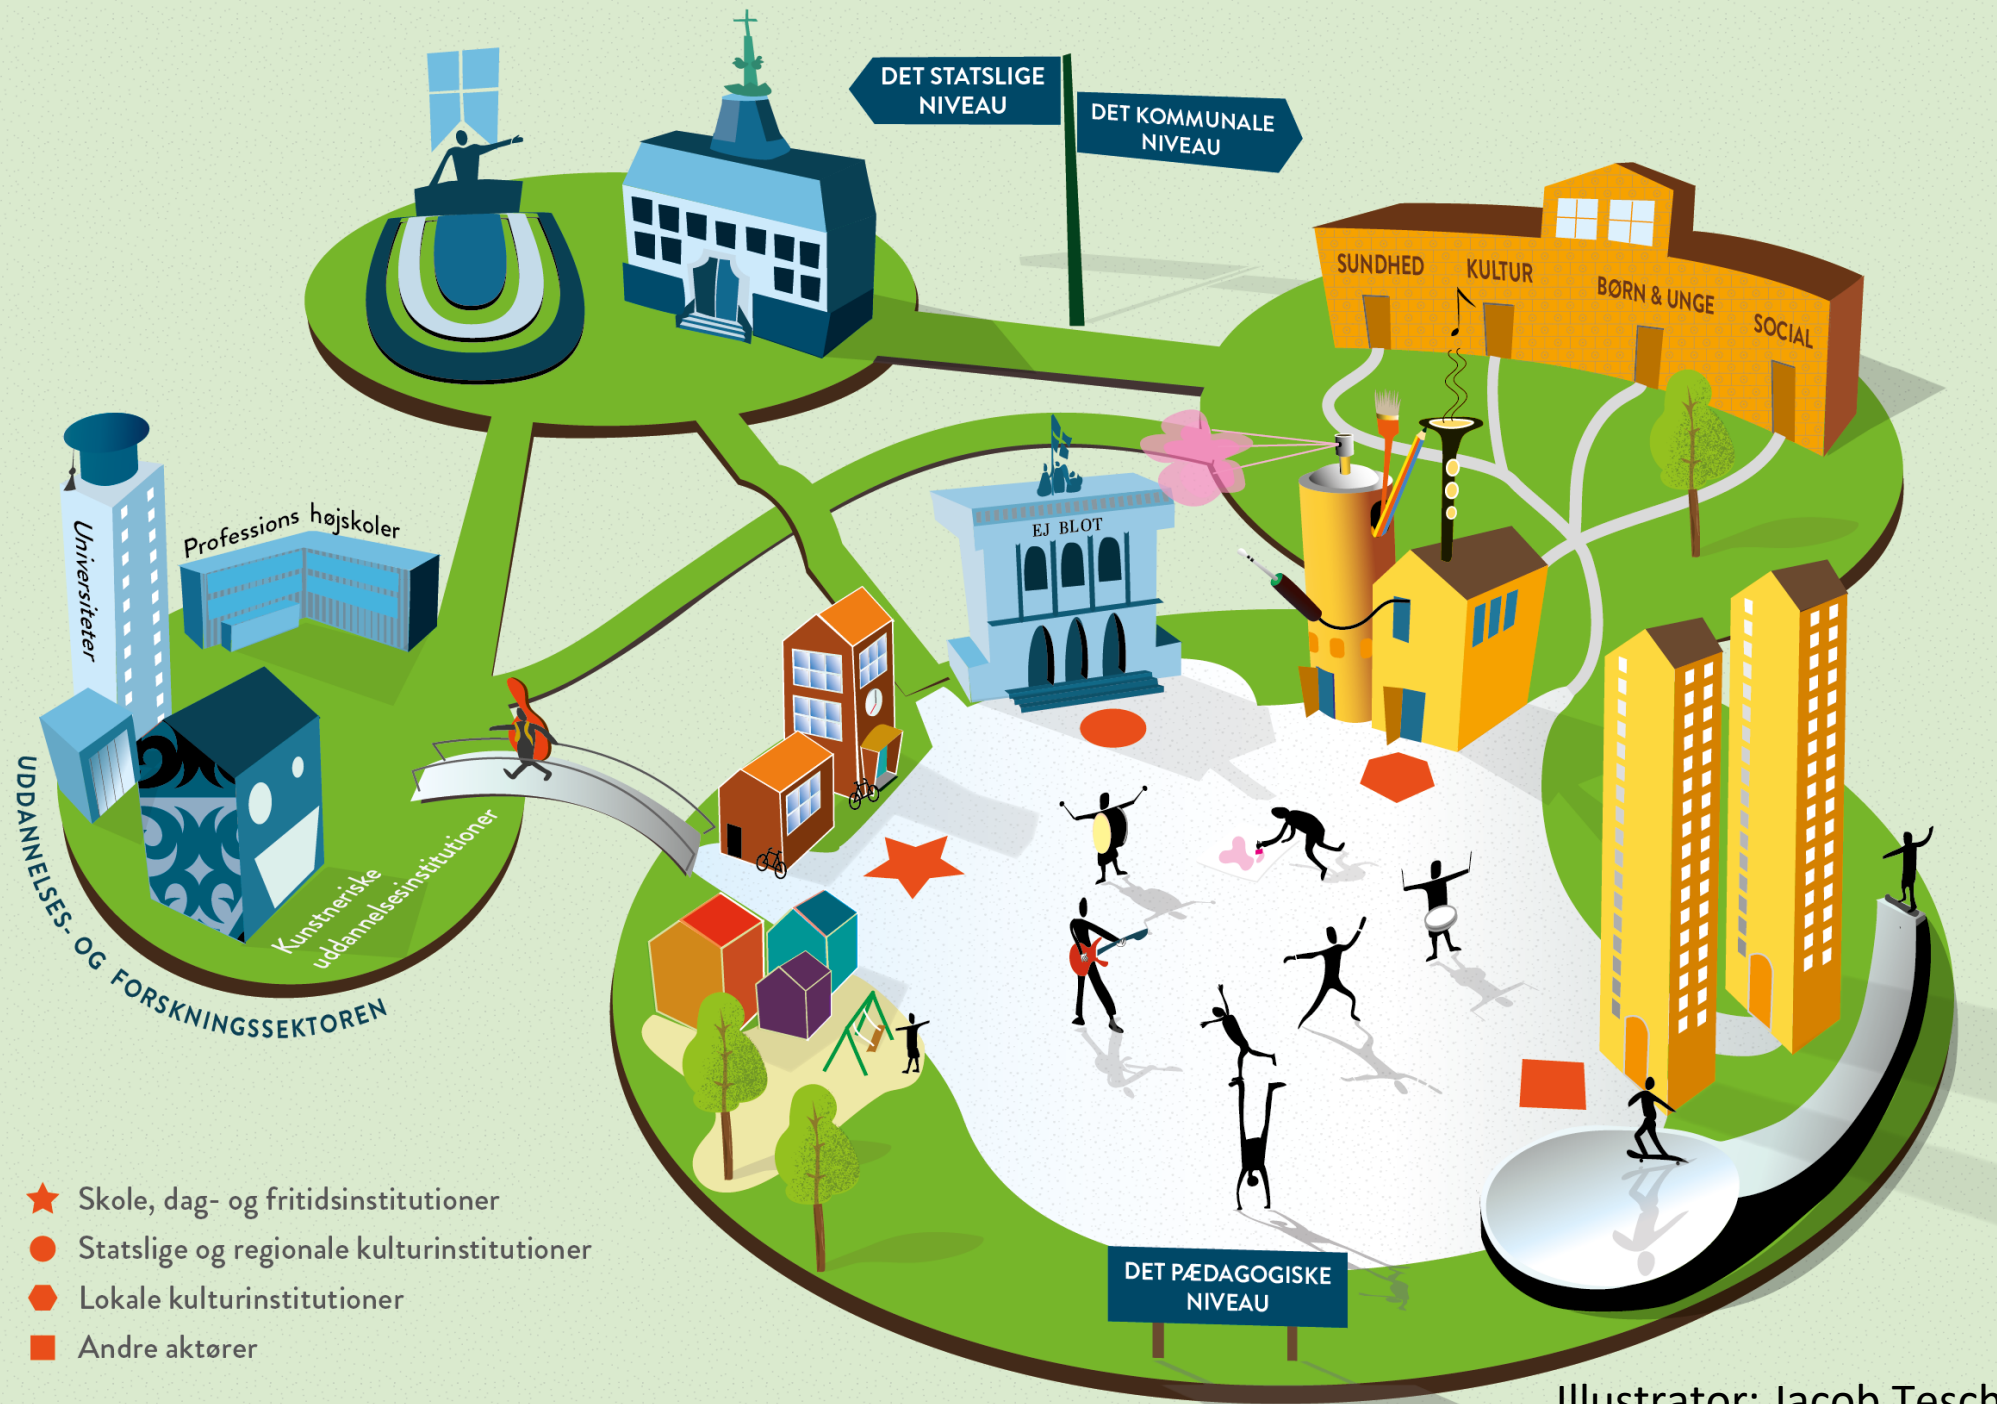 DET STATSLIGE
NIVEAU
DET KOMMUNALE
NIVEAU
SUNDHED
KULTUR
BØRN & UNGE
SOCIAL
Universiteter
Professions højskoler
EJ BLOT
Kunstneriske
uddannelsesinstitutioner
UDDANNELSES- OG FORSKNINGSSEKTOREN
Skole, dag- og fritidsinstitutioner
Statslige og regionale kulturinstitutioner
Lokale kulturinstitutioner
Andre aktører
DET PÆDAGOGISKE
NIVEAU
Illustrator: Jacob Tesch